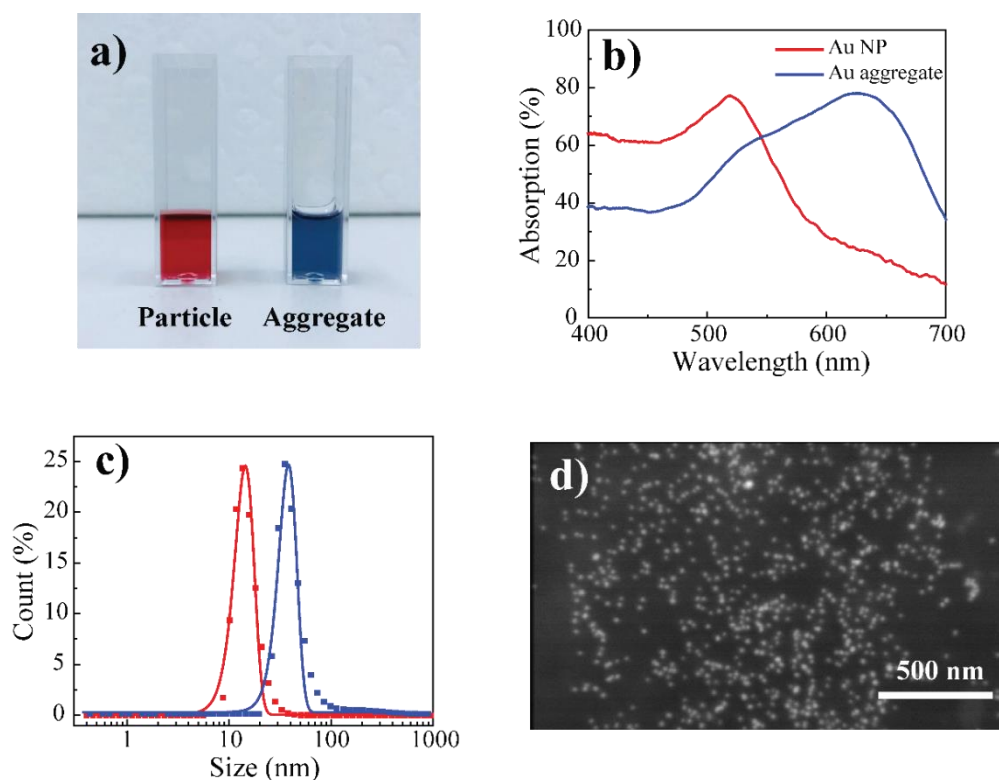 a)
Particle Aggregate
b)
Au NP
Au aggregate
100
80
60
40
20
0
Absorption (%)
400 500 600 700
Wavelength (nm)
c)
25
20
15
10
5
0
Count (%)
1 10 100 1000
Size (nm)
d)
500 nm